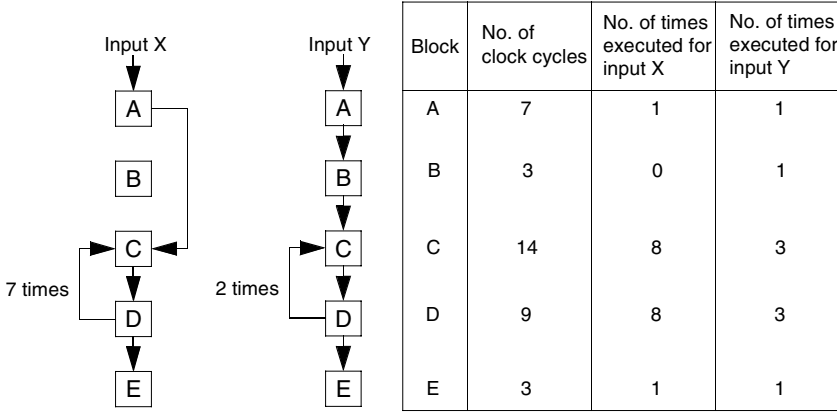 Input X
A
B
C
7 times
D
E
Input Y
A
B
C
2 times
D
E
Block
No. of
clock cycles
No. of times
executed for
input X
No. of times
executed for
input Y
A 7 1 1
B 3 0 1
C 14 8 3
D 9 8 3
E 3 1 1